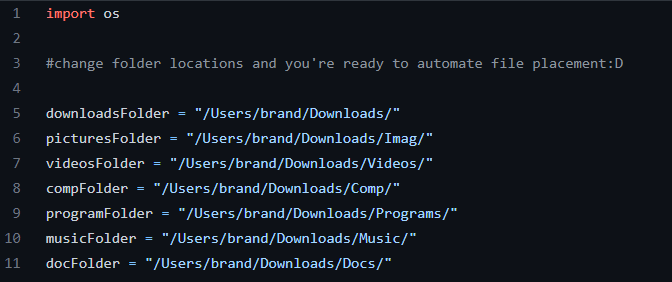 1 import os
2
3 #change folder locations and you're ready to automate file placement:D
4
5 downloadsFolder = "/Users/brand/Downloads/"
6 picturesFolder = "/Users/brand/Downloads/Imag/"
7 videosFolder = "/Users/brand/Downloads/Videos/"
8 compFolder = "/Users/brand/Downloads/Comp/"
9 programFolder = "/Users/brand/Downloads/Programs/"
10 musicFolder = "/Users/brand/Downloads/Music/"
11 docFolder = "/Users/brand/Downloads/Docs/"